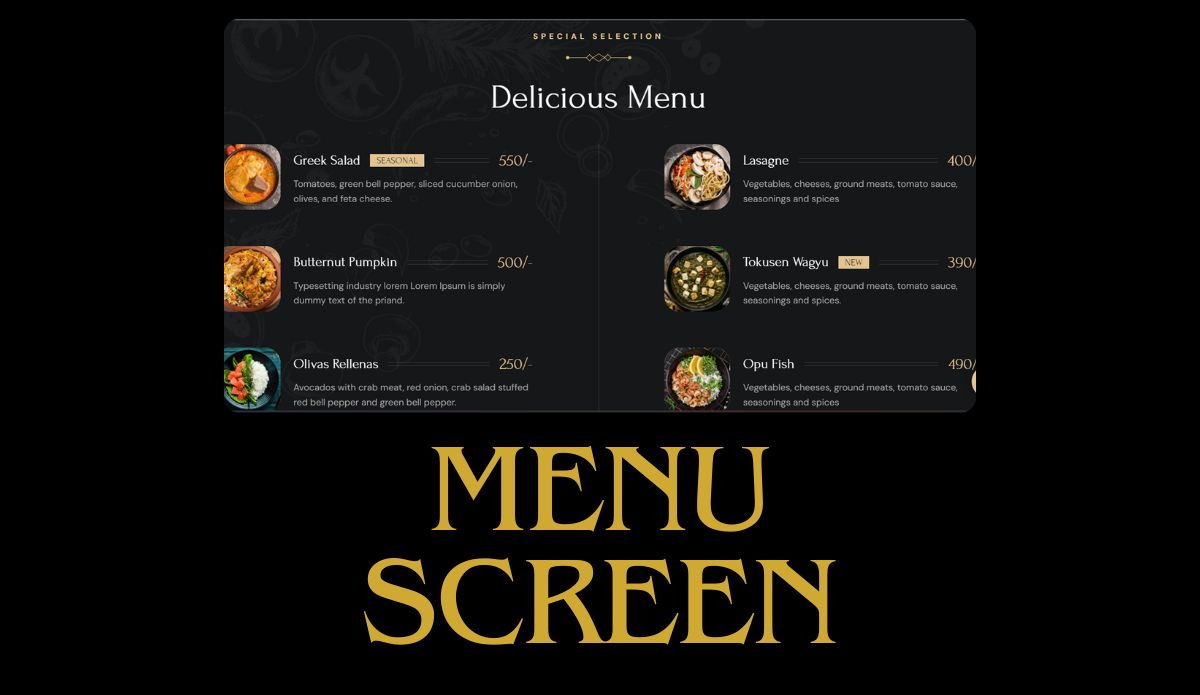 SPECIAL SELECTION
Delicious Menu
Greek Salad SEASONAL 550/-
Tomatoes, green bell pepper, sliced cucumber onion,
olives, and feta cheese.
Butternut Pumpkin 500/-
Typesetting industry lorem Lorem Ipsum is simply
dummy text of the priand.
Olivas Rellenas 250/-
Avocados with crab meat, red onion, crab salad stuffed
red bell pepper and green bell pepper.
Lasagne 400/
Vegetables, cheeses, ground meats, tomato sauce,
seasonings and spices
Tokusen Wagyu NEW 390/
Vegetables, cheeses, ground meats, tomato sauce,
seasonings and spices.
Opu Fish 490/
Vegetables, cheeses, ground meats, tomato sauce,
seasonings and spices
MENU
SCREEN